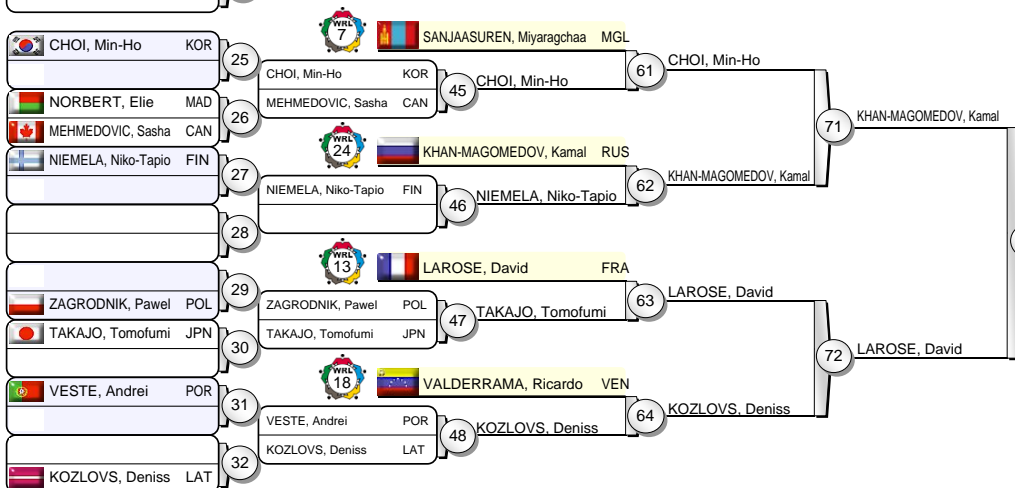 CHOI, Min-Ho KOR
25
NORBERT, Elie MAD
MEHMEDOVIC, Sasha CAN
26
NIEMELA, Niko-Tapio FIN
27
28
29
ZAGRODNIK, Pawel POL
TAKAJO, Tomofumi JPN
30
VESTE, Andrei POR
31
32
KOZLOVS, Deniss LAT
WRL
7
SANJAASUREN, Miyaragchaa MGL
CHOI, Min-Ho KOR
MEHMEDOVIC, Sasha CAN
45
CHOI, Min-Ho
WRL
24
KHAN-MAGOMEDOV, Kamal RUS
NIEMELA, Niko-Tapio FIN
46
NIEMELA, Niko-Tapio
WRL
13
LAROSE, David FRA
ZAGRODNIK, Pawel POL
TAKAJO, Tomofumi JPN
47
TAKAJO, Tomofumi
WRL
18
VALDERRAMA, Ricardo VEN
VESTE, Andrei POR
KOZLOVS, Deniss LAT
48
KOZLOVS, Deniss
61
CHOI, Min-Ho
62
KHAN-MAGOMEDOV, Kamal
63
LAROSE, David
64
KOZLOVS, Deniss
71
KHAN-MAGOMEDOV, Kamal
72
LAROSE, David